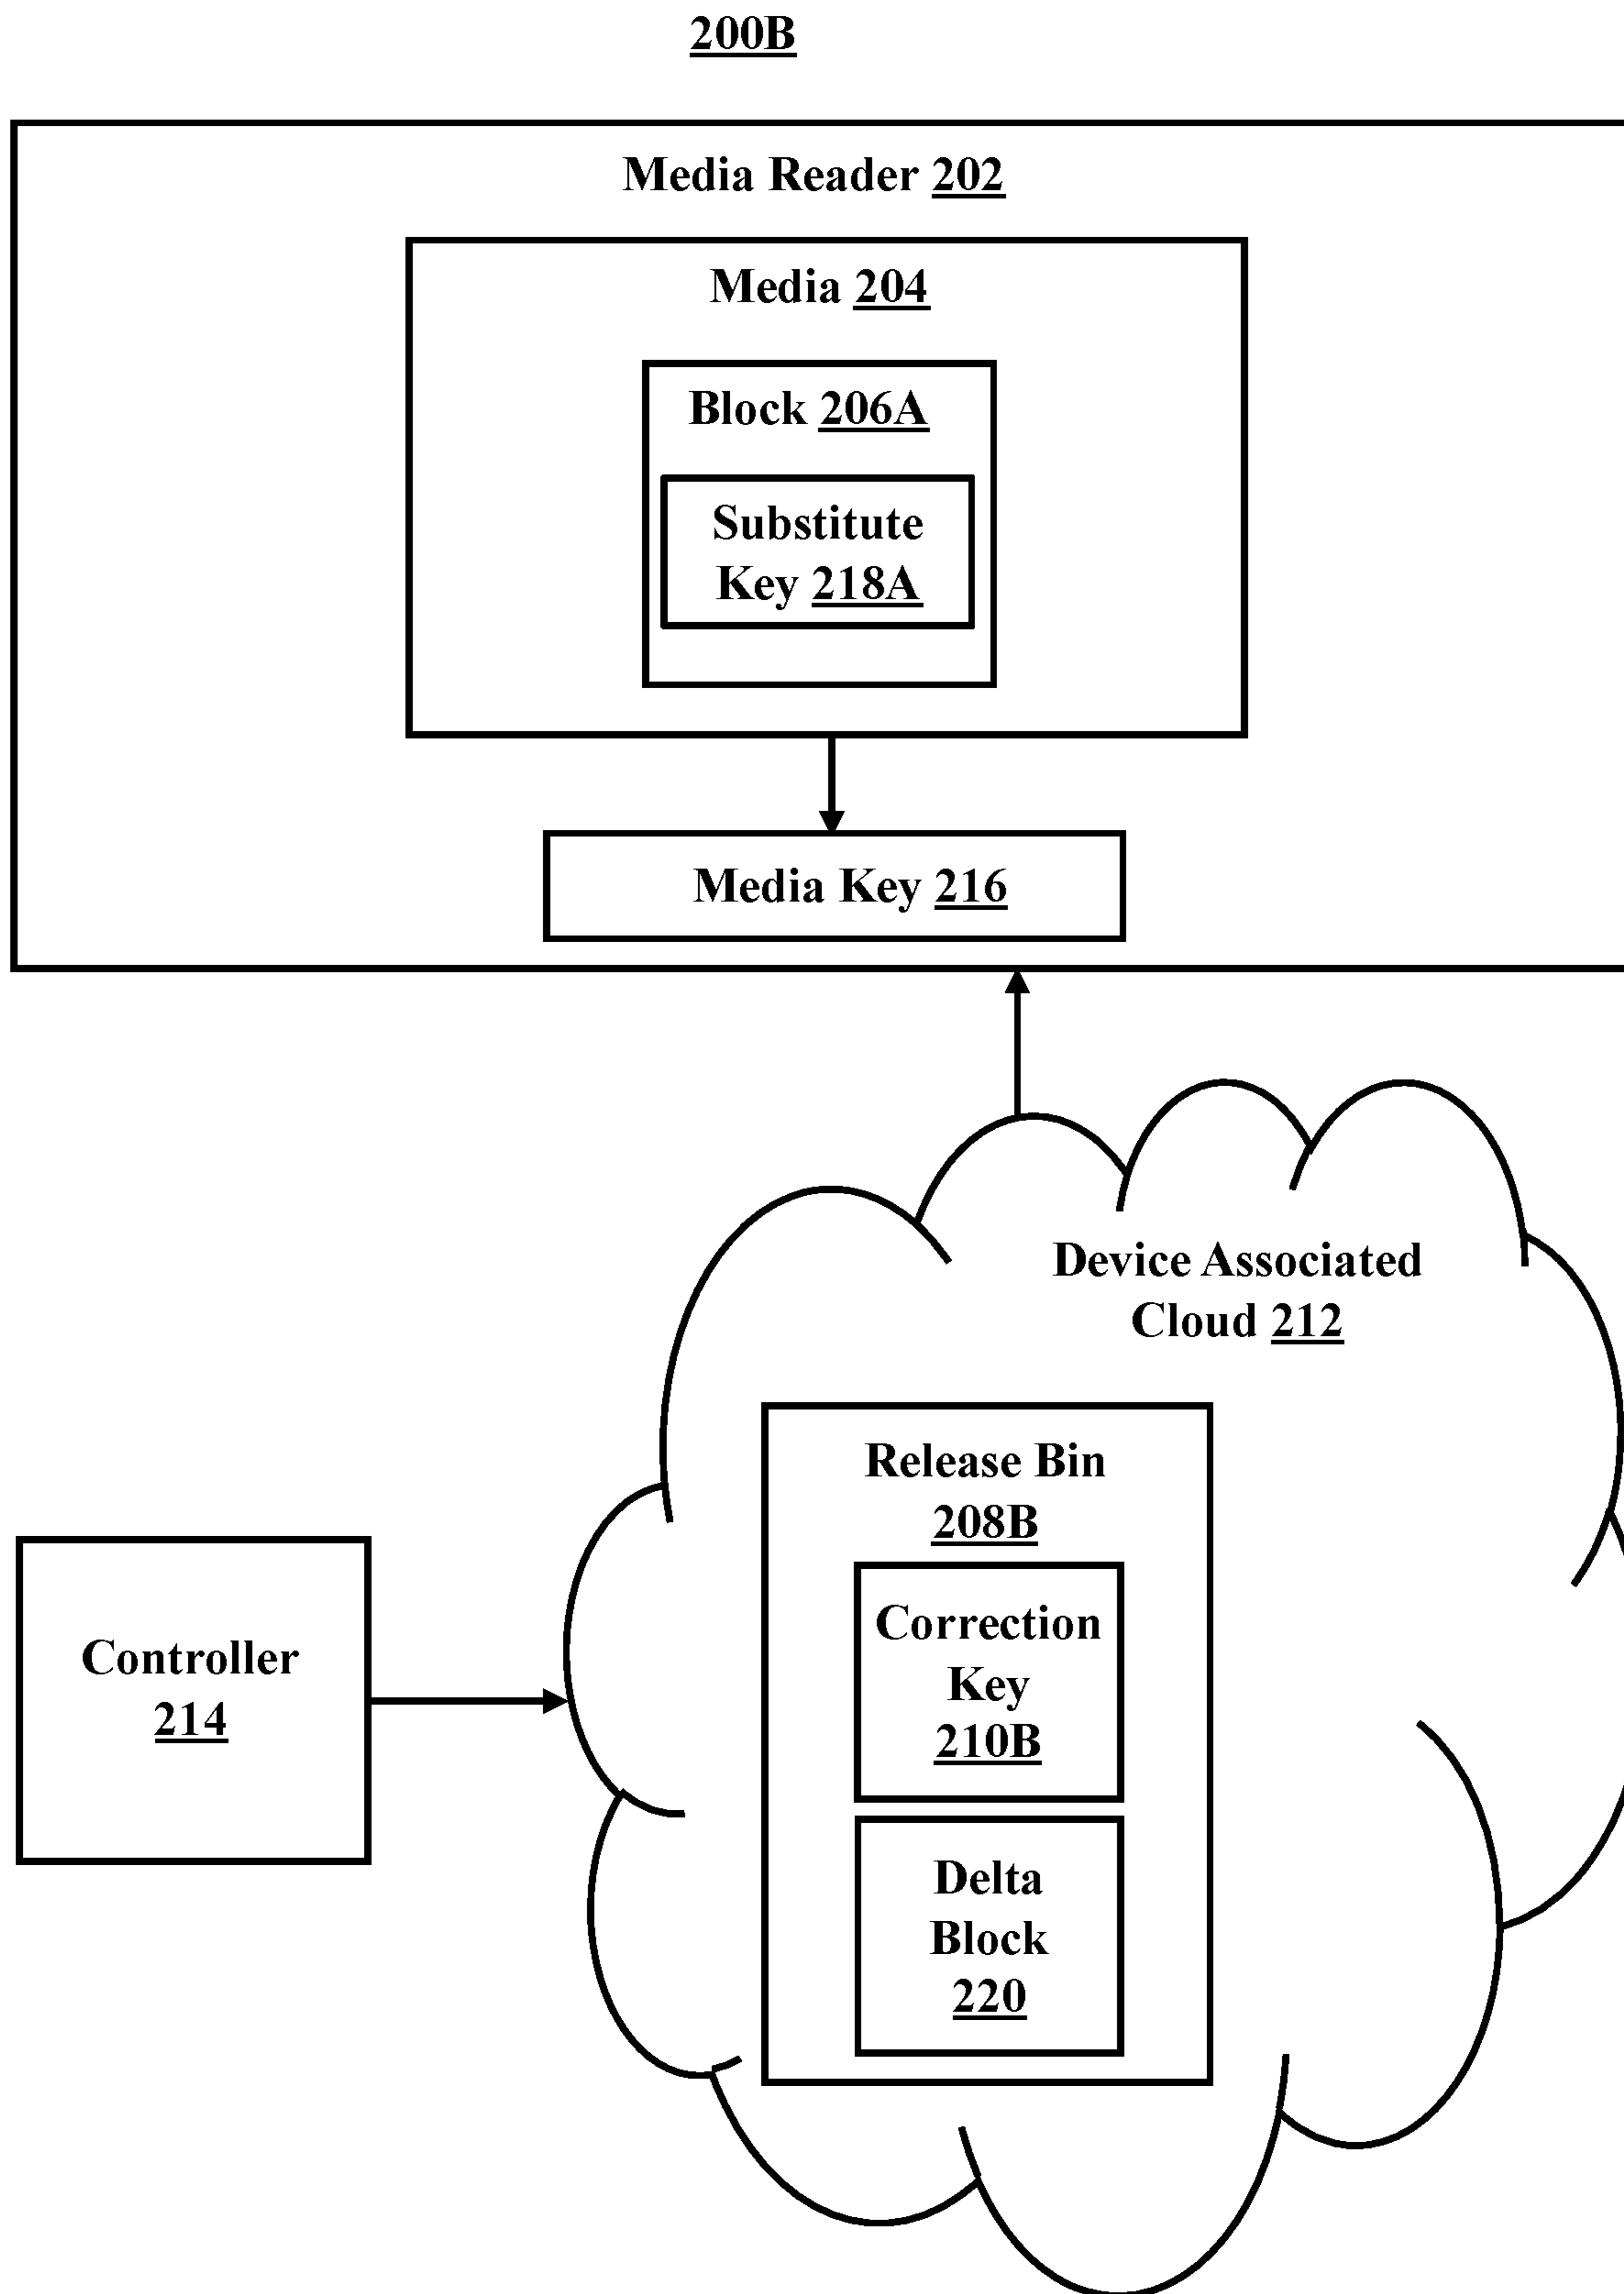 200B
Media Reader 202
Media 204
Block 206A
Substitute
Key 218A
Media Key 216
Device Associated
Cloud 212
Release Bin
208B
Correction
Key
210B
Controller
214
Delta
Block
220